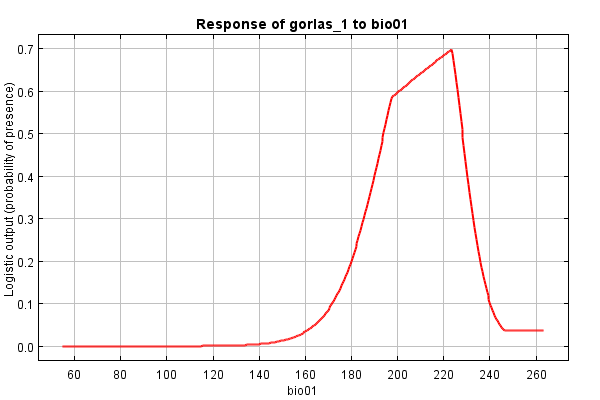 Response of gorlas_1 to bio01
Logistic output (probability of presence)
0.7
0.6
0.5
0.4
0.3
0.2
0.1
0.0
60 80 100 120 140 160 180 200 220 240 260
bio01